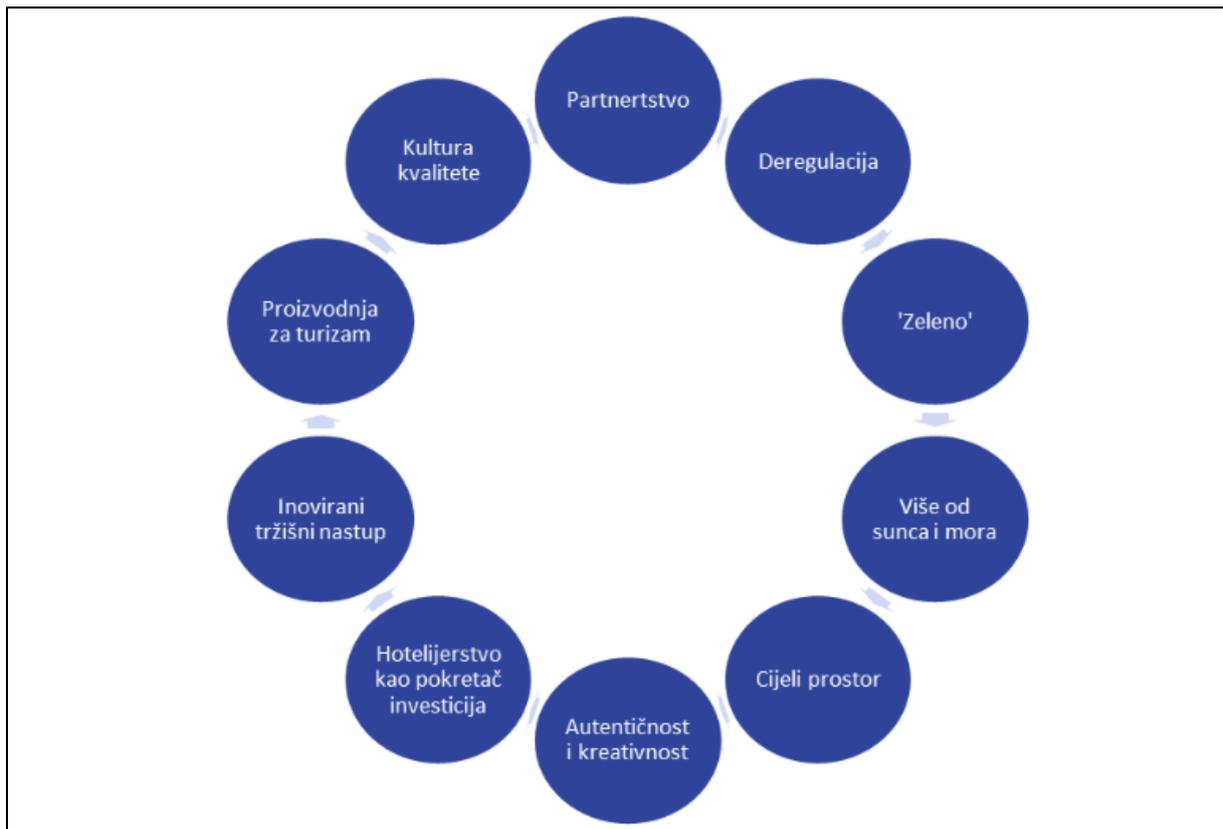 Partnertstvo
Deregulacija
'Zeleno'
Više od
sunca i mora
Cijeli prostor
Autentičnost
i kreativnost
Hotelijerstvo
kao pokretač
investicija
Inovirani
tržišni nastup
Proizvodnja
za turizam
Kultura
kvalitete